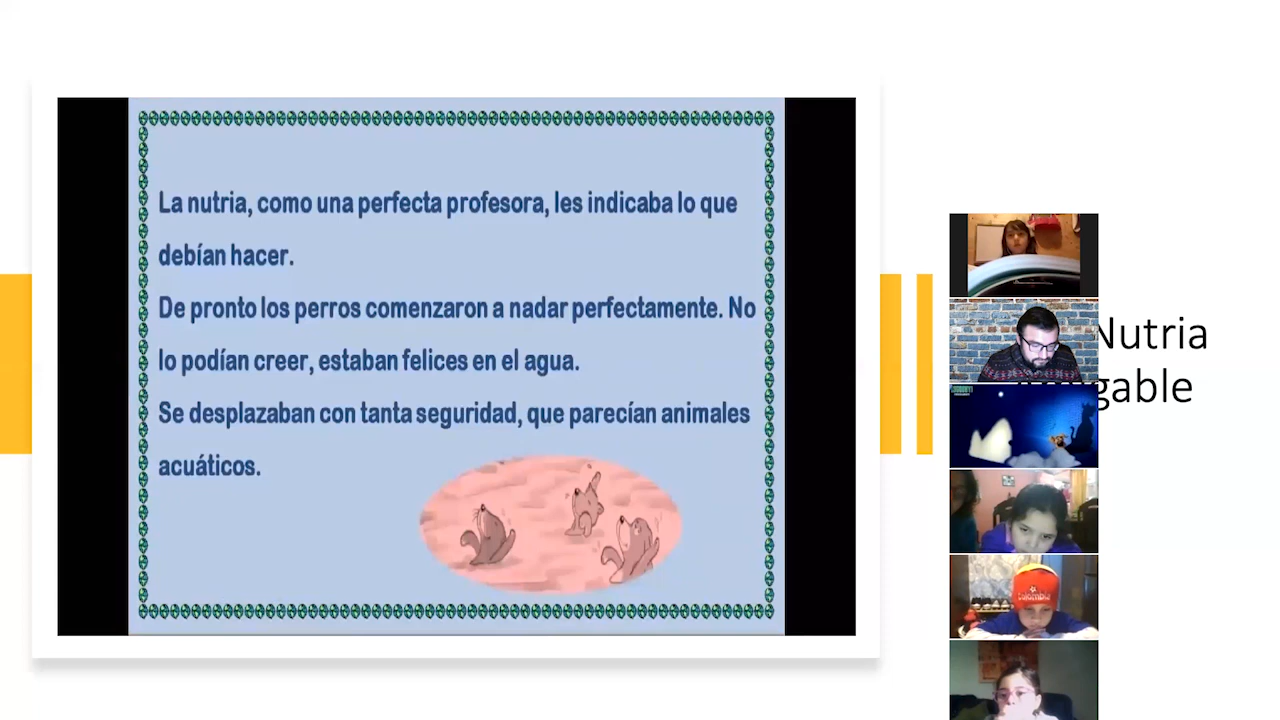 La nutria, como una perfecta profesora, les indicaba lo que
debían hacer.
De pronto los perros comenzaron a nadar perfectamente. No
lo podían creer, estaban felices en el agua.
Se desplazaban con tanta seguridad, que parecían animales
acuáticos.
Nutria
Colombia